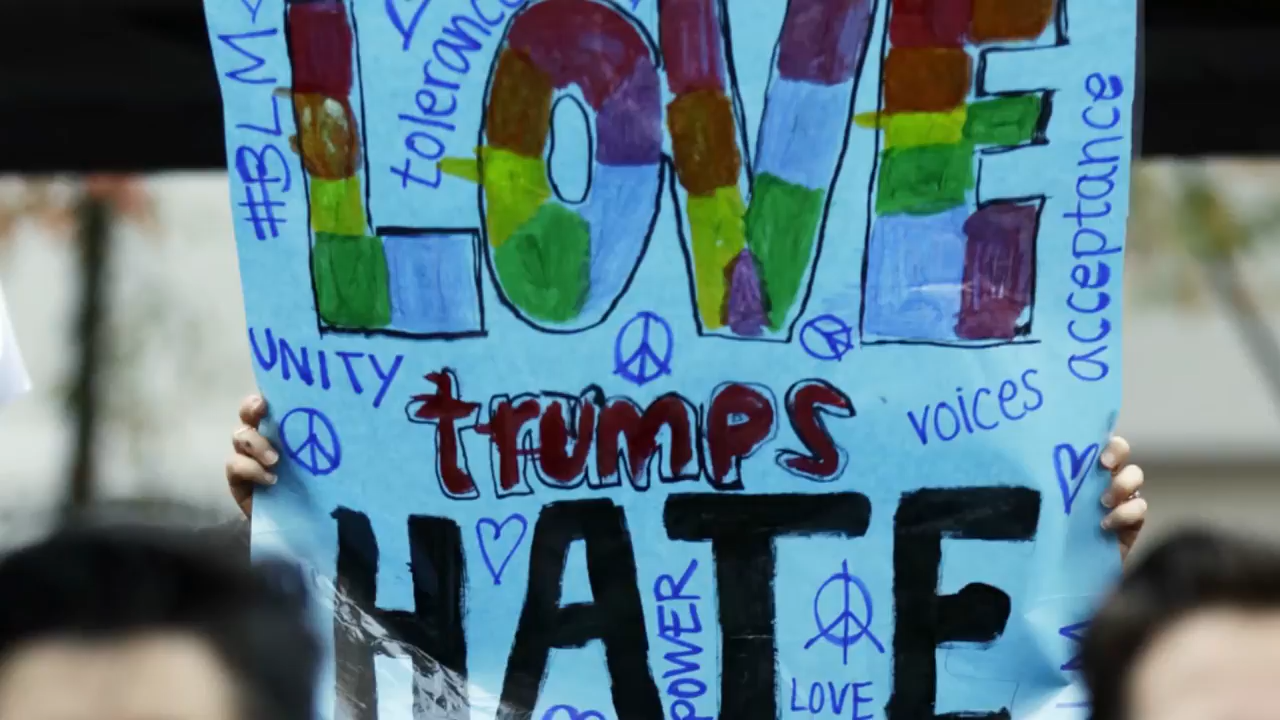 LOVE
#BLM
tolerance
acceptance
UNITY
trumps
voices
HATE
POWER
LOVE